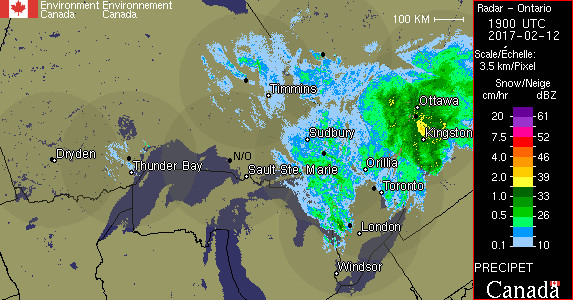 Environment Environnement
Canada Canada
100 KM
Radar - Ontario
1900 UTC
2017-02-12
Scale/Échelle:
3.5 km/Pixel
Snow/Neige
cm/hr dBZ
20 61
7.5 57
5.4 52
4.0 46
2.0 39
1.0 33
0.5 26
0.1 10
Timmins
Ottawa
Sudbury
Kingston
Dryden
Thunder Bay
N/O
Sault Ste. Marie
Orillia
Toronto
London
Windsor
PRECIPET
Canada